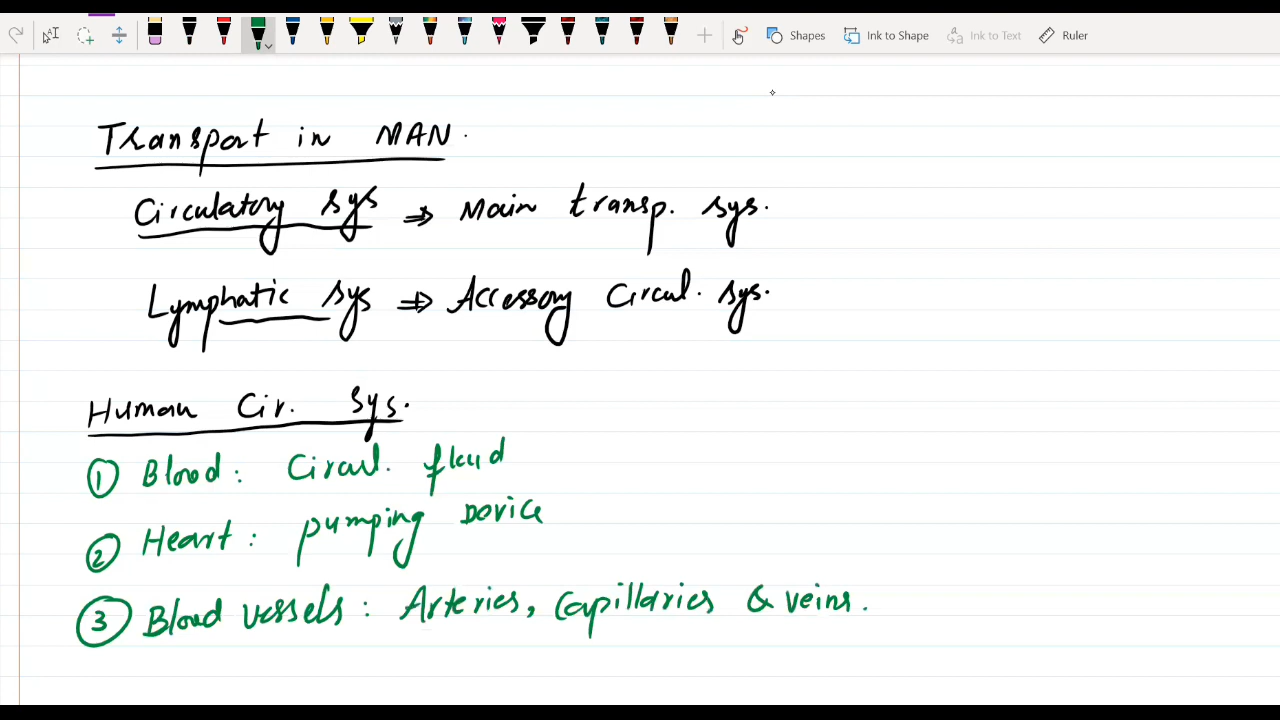 Shapes Ink to Shape Ink to Text Ruler
Transport in MAN.
Circulatory sys ⇒ Main transp. sys.
Lymphatic sys ⇒ Accessory Circul. sys.
Human Cir. Sys.
① Blood: Circul. fluid
② Heart: pumping Device
③ Blood vessels: Arteries, Capillaries & veins.